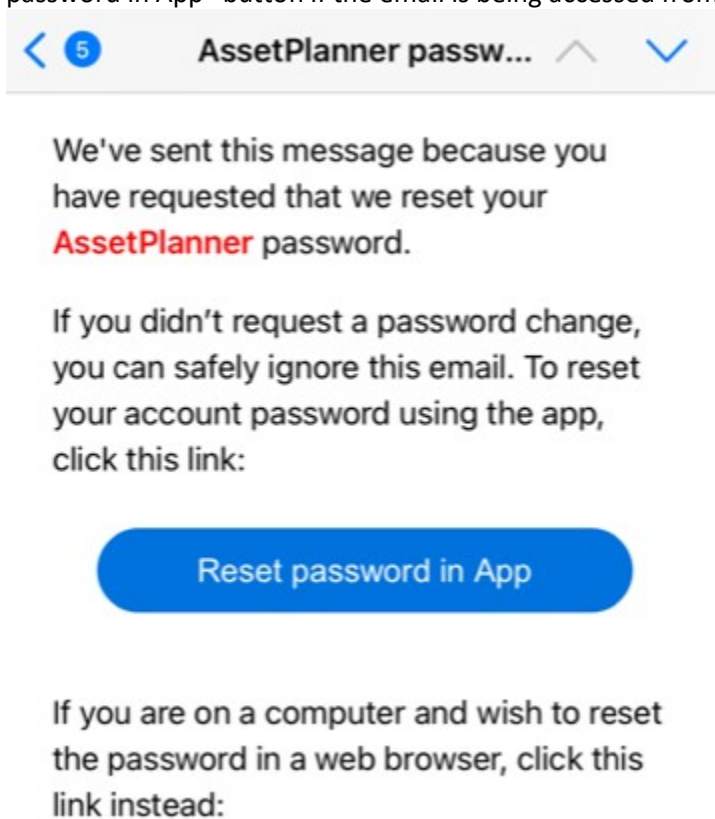 password in App" button if the email is being accessed from
5
AssetPlanner passw...
We've sent this message because you
have requested that we reset your
AssetPlanner password.
If you didn't request a password change,
you can safely ignore this email. To reset
your account password using the app,
click this link:
Reset password in App
If you are on a computer and wish to reset
the password in a web browser, click this
link instead: